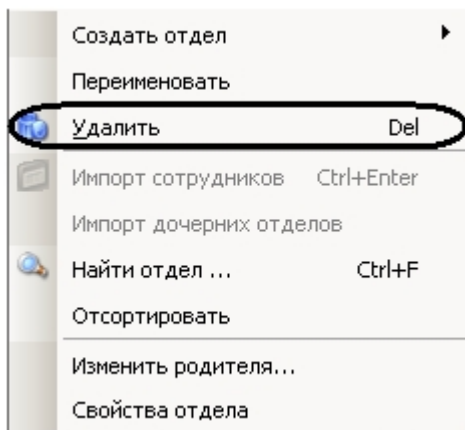 Создать отдел
Переименовать
Удалить Del
Импорт сотрудников Ctrl+Enter
Импорт дочерних отделов
Найти отдел ... Ctrl+F
Отсортировать
Изменить родителя...
Свойства отдела